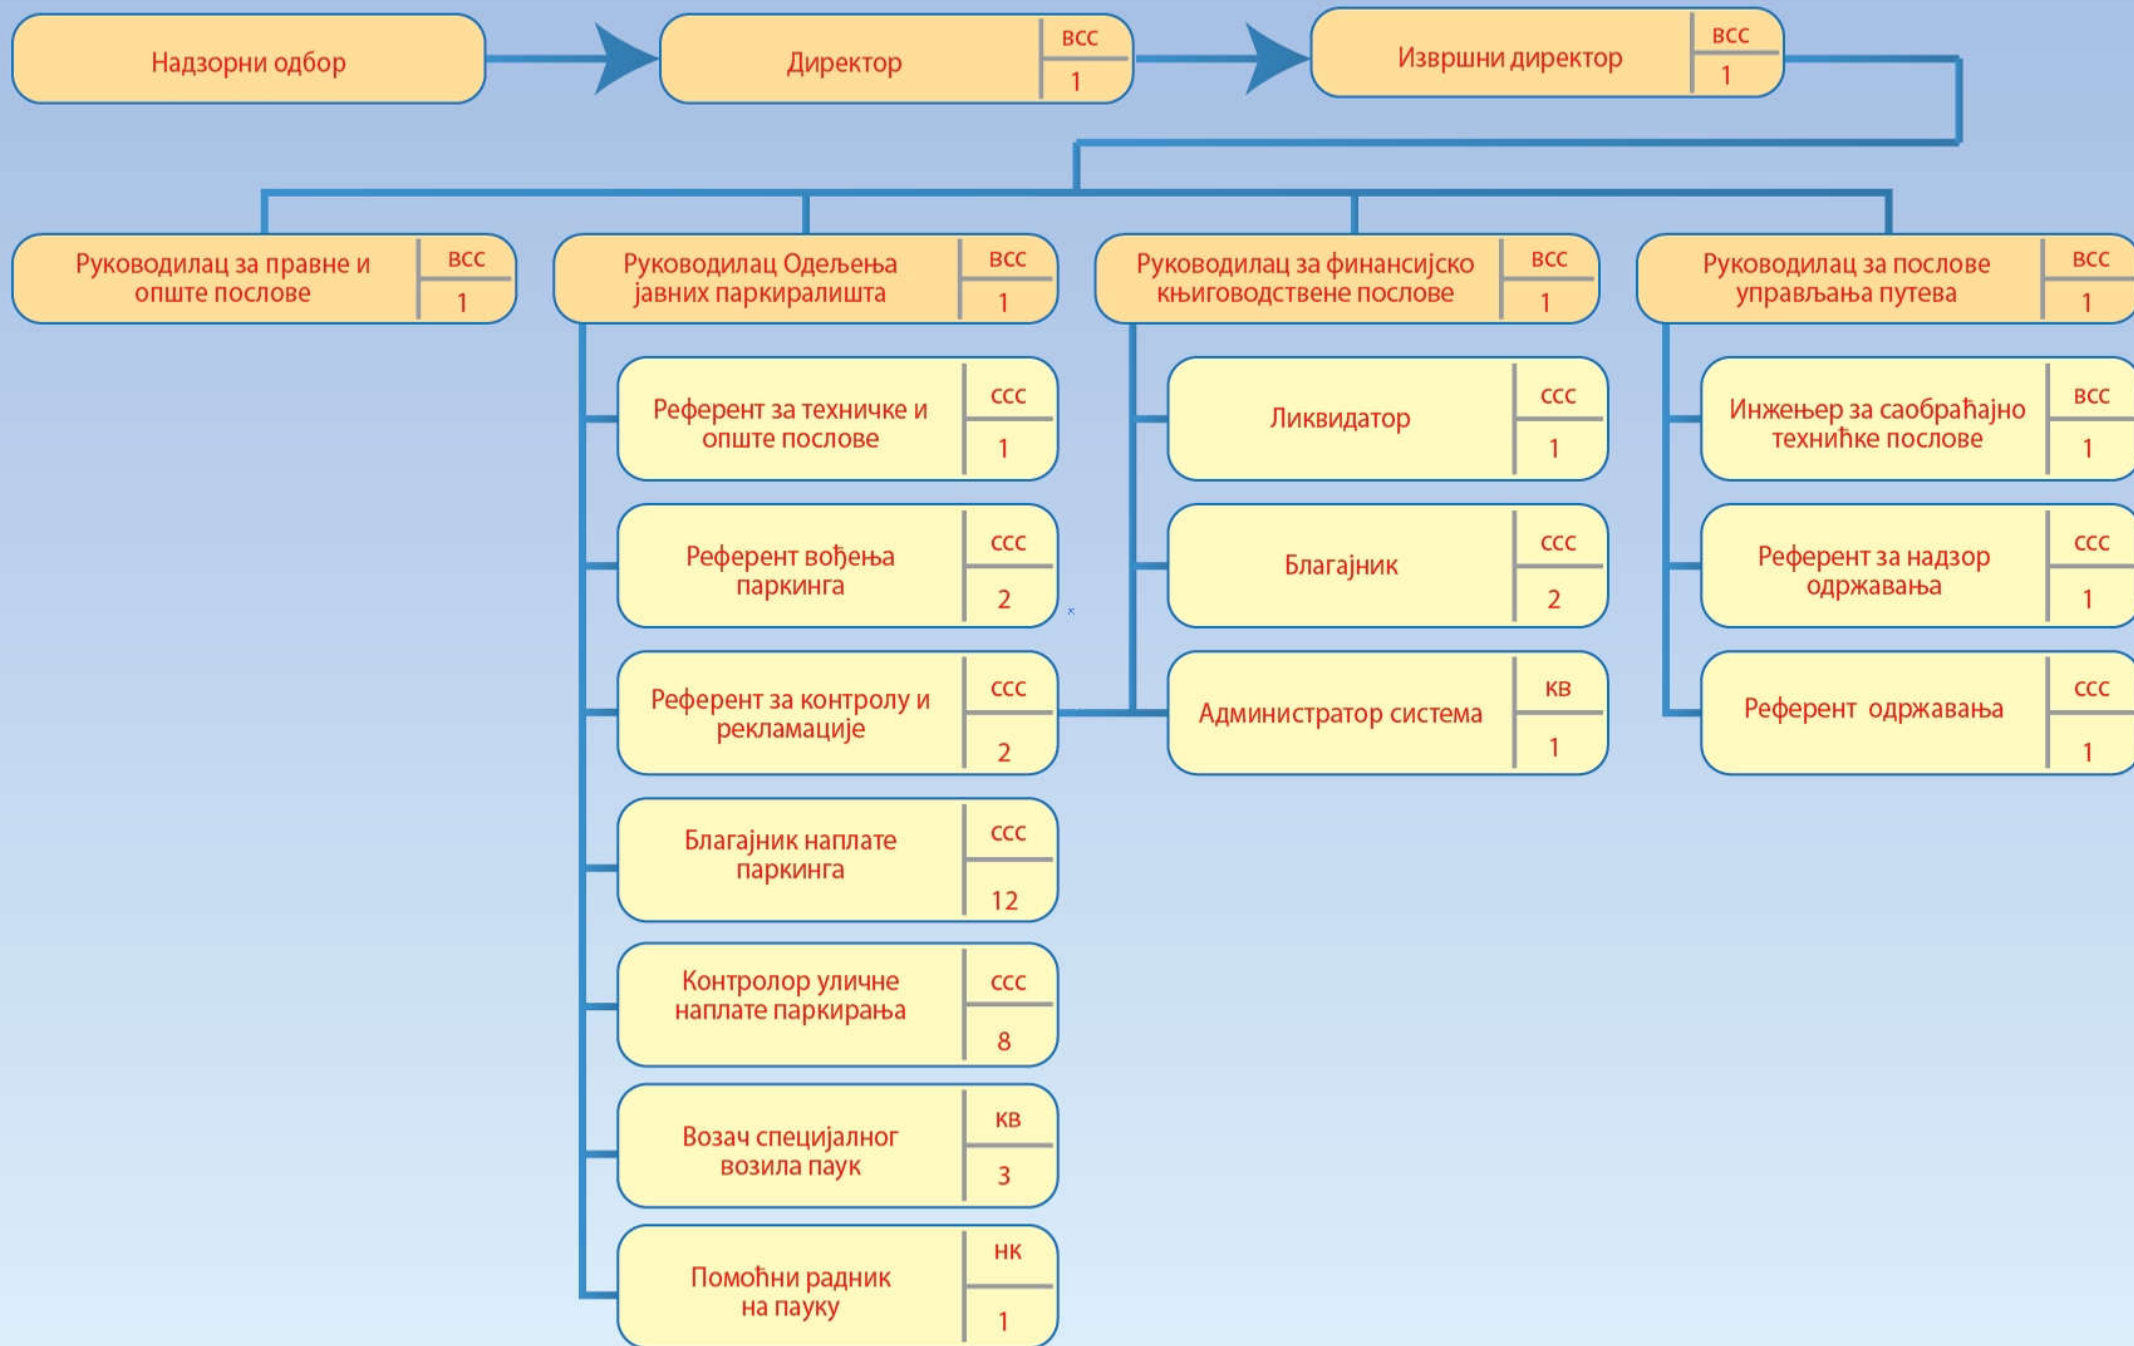 Надзорни одбор
Директор
ВСС
1
Извршни директор
ВСС
1
Руководилац за правне и
опште послове
ВСС
1
Руководилац Одељења
јавних паркиралишта
ВСС
1
Руководилац за финансијско
књиговодствене послове
ВСС
1
Руководилац за послове
управљања путева
ВСС
1
Референт за техничке и
опште послове
ССС
1
Референт вођења
паркинга
ССС
2
Референт за контролу и
рекламације
ССС
2
Благајник наплате
паркинга
ССС
12
Контролор уличне
наплате паркирања
ССС
8
Возач специјалног
возила паук
КВ
3
Помоћни радник
на пауку
НК
1
Ликвидатор
ССС
1
Благајник
ССС
2
Администратор система
КВ
1
Инжењер за саобраћајно
технићке послове
ВСС
1
Референт за надзор
одржавања
ССС
1
Референт одржавања
ССС
1